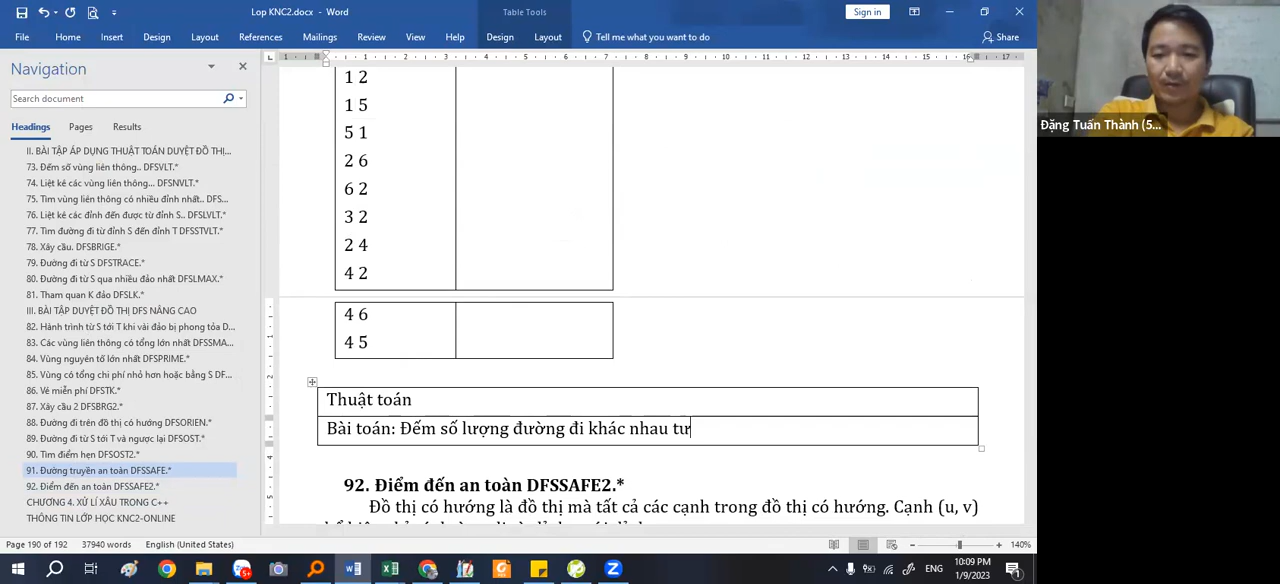 Lop KNC2.docx - Word
Table Tools
Sign in
File
Home
Insert
Design
Layout
References
Mailings
Review
View
Help
Design
Layout
Tell me what you want to do
Share
Navigation
Search document
Headings
Pages
Results
II. BÀI TẬP ÁP DỤNG THUẬT TOÁN DUYỆT ĐỒ THỊ...
73. Đếm số vùng liên thông.. DFSVLT.*
74. Liệt kê các vùng liên thông... DFSNVLT.*
75. Tìm vùng liên thông có nhiều đỉnh nhất.. DFS...
76. Liệt kê các đỉnh đến được từ đỉnh S.. DFSLVLT.*
77. Tìm đường đi từ đỉnh S đến đỉnh T DFSSTVLT.*
78. Xây cầu. DFSBRIGE.*
79. Đường đi từ S DFSTRACE.*
80. Đường đi từ S qua nhiều đảo nhất DFSLMAX.*
81. Tham quan K đảo DFSLK.*
III. BÀI TẬP DUYỆT ĐỒ THỊ DFS NÂNG CAO
82. Hành trình từ S tới T khi vài đảo bị phong tỏa D...
83. Các vùng liên thông có tổng lớn nhất DFSSMA...
84. Vùng nguyên tố lớn nhất DFSPRIME.*
85. Vùng có tổng chi phí nhỏ hơn hoặc bằng S DF...
86. Vé miễn phí DFSTK.*
87. Xây cầu 2 DFSBRG2.*
88. Đường đi trên đồ thị có hướng DFSORIEN.*
89. Đường đi từ S tới T và ngược lại DFSOST.*
90. Tìm điểm hẹn DFSOST2.*
91. Đường truyền an toàn DFSSAFE.*
92. Điểm đến an toàn DFSSAFE2.*
CHƯƠNG 4. XỬ LÍ XÂU TRONG C++
THÔNG TIN LỚP HỌC KNC2-ONLINE
1 2
1 5
5 1
2 6
6 2
3 2
2 4
4 2
4 6
4 5
Thuật toán
Bài toán: Đếm số lượng đường đi khác nhau tư
92. Điểm đến an toàn DFSSAFE2.*
Đồ thị có hướng là đồ thị mà tất cả các cạnh trong đồ thị có hướng. Cạnh (u, v)
Đặng Tuấn Thành (5...
Page 190 of 192
37940 words
English (United States)
140%
ENG
10:09 PM
1/9/2023